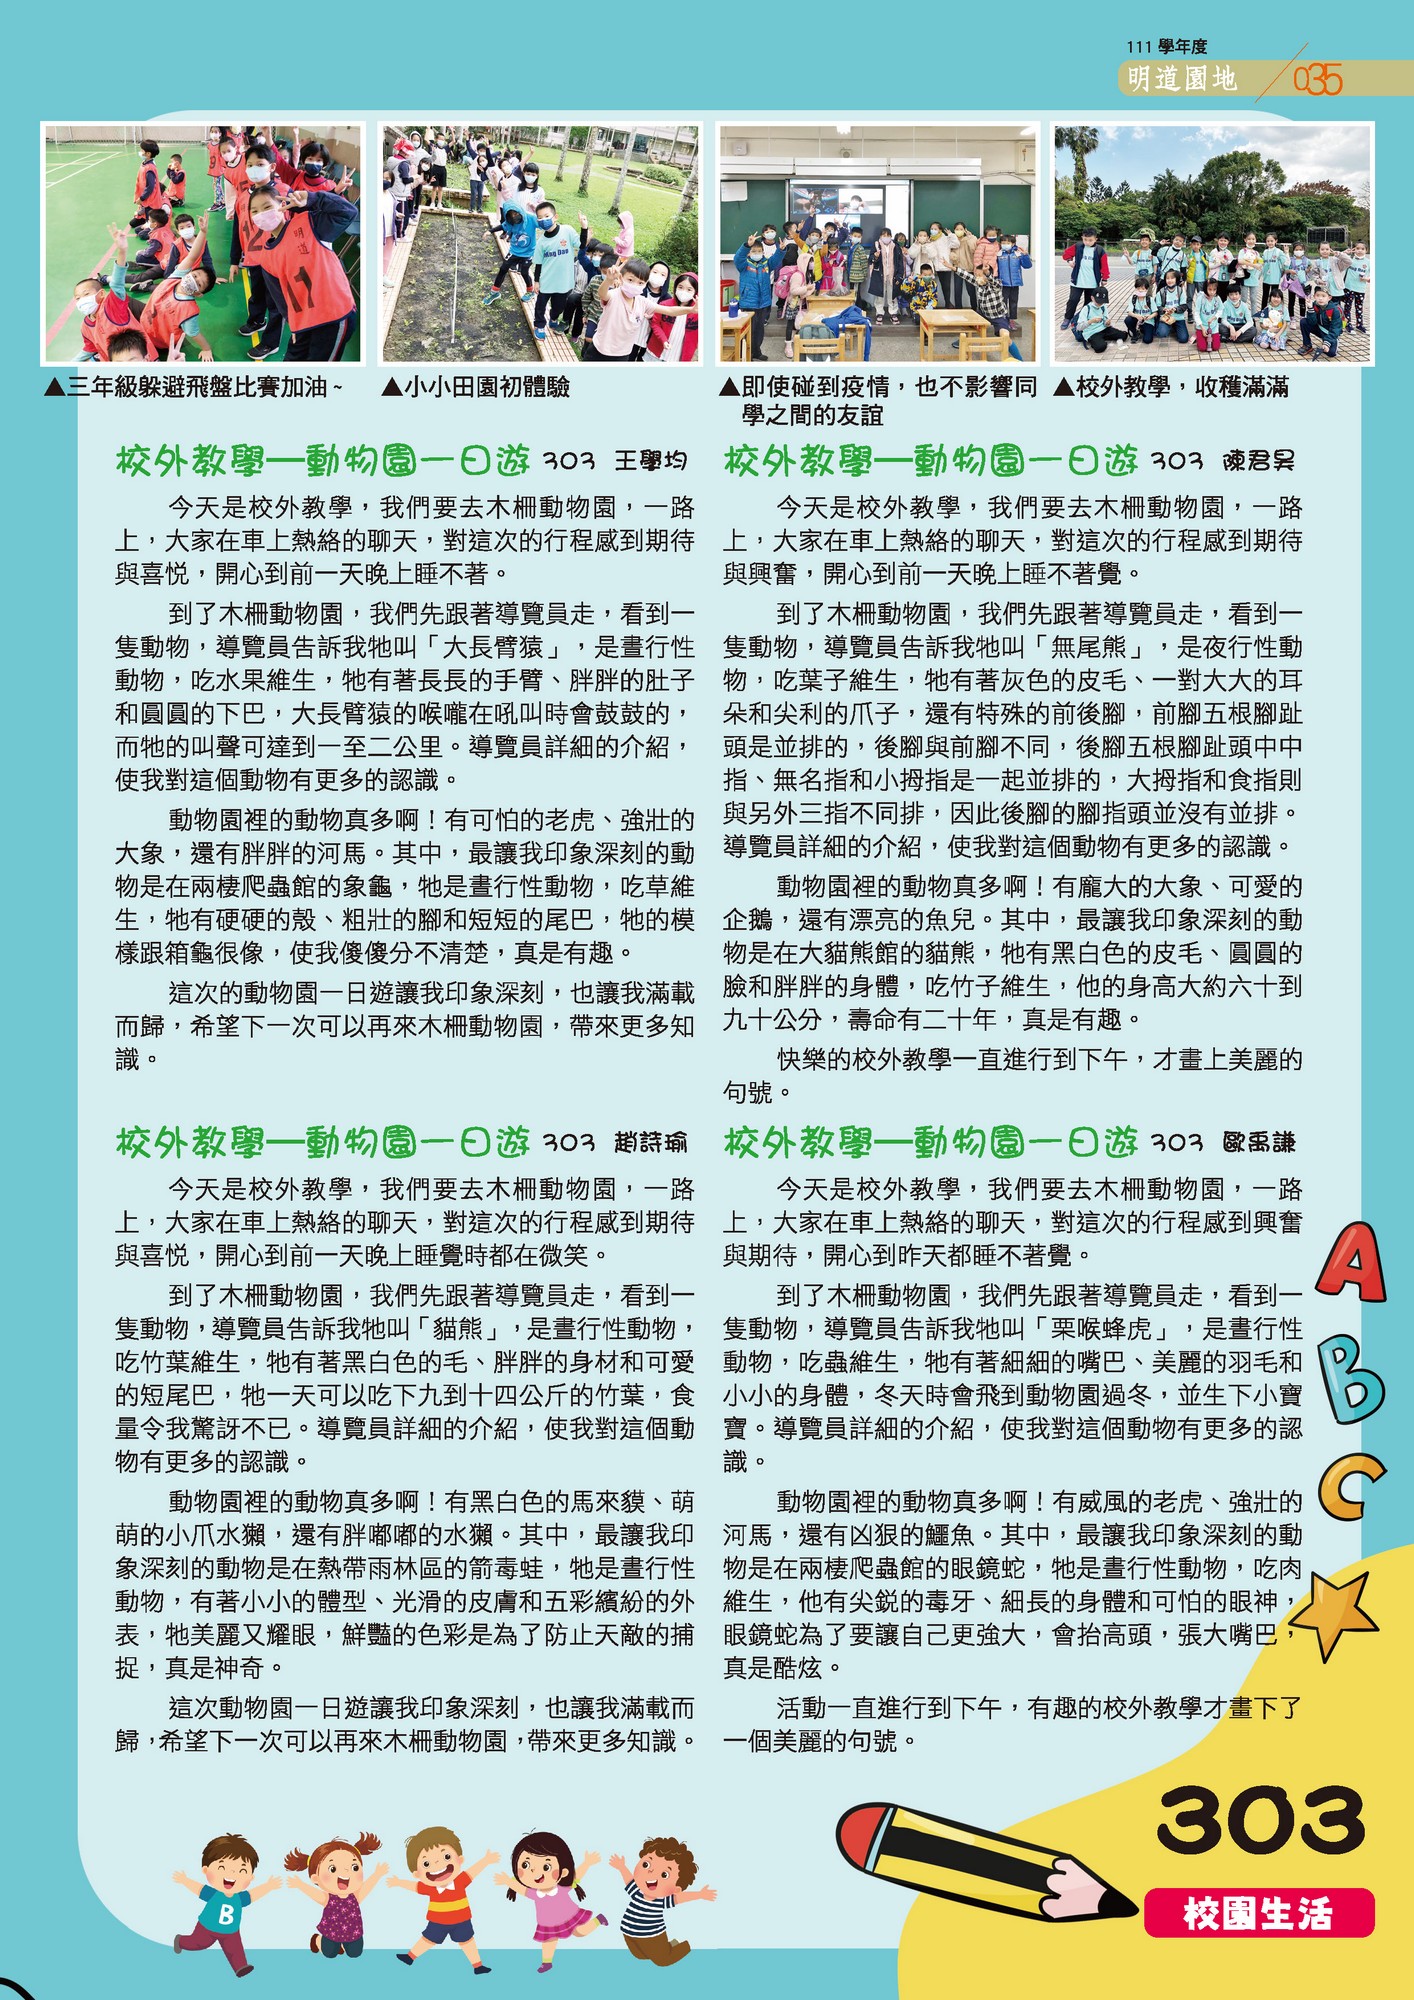 111 學年度
明道園地
035
▲三年級躲避飛盤比賽加油~
▲小小田園初體驗
▲即使碰到疫情，也不影響同
學之間的友誼
▲校外教學，收穫滿滿
校外教學—動物園一日遊 303 王學均
今天是校外教學，我們要去木柵動物園，一路
上，大家在車上熱絡的聊天，對這次的行程感到期待
與喜悅，開心到前一天晚上睡不著。
到了木柵動物園，我們先跟著導覽員走，看到一
隻動物，導覽員告訴我牠叫「大長臂猿」，是晝行性
動物，吃水果維生，牠有著長長的手臂、胖胖的肚子
和圓圓的下巴，大長臂猿的喉嚨在吼叫時會鼓鼓的，
而牠的叫聲可達到一至二公里。導覽員詳細的介紹，
使我對這個動物有更多的認識。
動物園裡的動物真多啊！有可怕的老虎、強壯的
大象，還有胖胖的河馬。其中，最讓我印象深刻的動
物是在兩棲爬蟲館的象龜，牠是晝行性動物，吃草維
生，牠有硬硬的殼、粗壯的腳和短短的尾巴，牠的模
樣跟箱龜很像，使我傻傻分不清楚，真是有趣。
這次的動物園一日遊讓我印象深刻，也讓我滿載
而歸，希望下一次可以再來木柵動物園，帶來更多知
識。
校外教學—動物園一日遊 303 陳君昊
今天是校外教學，我們要去木柵動物園，一路
上，大家在車上熱絡的聊天，對這次的行程感到期待
與興奮，開心到前一天晚上睡不著覺。
到了木柵動物園，我們先跟著導覽員走，看到一
隻動物，導覽員告訴我牠叫「無尾熊」，是夜行性動
物，吃葉子維生，牠有著灰色的皮毛、一對大大的耳
朵和尖利的爪子，還有特殊的前後腳，前腳五根腳趾
頭是並排的，後腳與前腳不同，後腳五根腳趾頭中中
指、無名指和小拇指是一起並排的，大拇指和食指則
與另外三指不同排，因此後腳的腳指頭並沒有並排。
導覽員詳細的介紹，使我對這個動物有更多的認識。
動物園裡的動物真多啊！有龐大的大象、可愛的
企鵝，還有漂亮的魚兒。其中，最讓我印象深刻的動
物是在大貓熊館的貓熊，牠有黑白色的皮毛、圓圓的
臉和胖胖的身體，吃竹子維生，他的身高大約六十到
九十公分，壽命有二十年，真是有趣。
快樂的校外教學一直進行到下午，才畫上美麗的
句號。
校外教學—動物園一日遊 303 趙詩瑜
今天是校外教學，我們要去木柵動物園，一路
上，大家在車上熱絡的聊天，對這次的行程感到期待
與喜悅，開心到前一天晚上睡覺時都在微笑。
到了木柵動物園，我們先跟著導覽員走，看到一
隻動物，導覽員告訴我牠叫「貓熊」，是晝行性動物，
吃竹葉維生，牠有著黑白色的毛、胖胖的身材和可愛
的短尾巴，牠一天可以吃下九到十四公斤的竹葉，食
量令我驚訝不已。導覽員詳細的介紹，使我對這個動
物有更多的認識。
動物園裡的動物真多啊！有黑白色的馬來貘、萌
萌的小爪水獺，還有胖嘟嘟的水獺。其中，最讓我印
象深刻的動物是在熱帶雨林區的箭毒蛙，牠是晝行性
動物，有著小小的體型、光滑的皮膚和五彩繽紛的外
表，牠美麗又耀眼，鮮豔的色彩是為了防止天敵的捕
捉，真是神奇。
這次動物園一日遊讓我印象深刻，也讓我滿載而
歸，希望下一次可以再來木柵動物園，帶來更多知識。
校外教學—動物園一日遊 303 歐禹謙
今天是校外教學，我們要去木柵動物園，一路
上，大家在車上熱絡的聊天，對這次的行程感到興奮
與期待，開心到昨天都睡不著覺。
到了木柵動物園，我們先跟著導覽員走，看到一
隻動物，導覽員告訴我牠叫「栗喉蜂虎」，是晝行性
動物，吃蟲維生，牠有著細細的嘴巴、美麗的羽毛和
小小的身體，冬天時會飛到動物園過冬，並生下小寶
寶。導覽員詳細的介紹，使我對這個動物有更多的認
識。
動物園裡的動物真多啊！有威風的老虎、強壯的
河馬，還有凶狠的鱷魚。其中，最讓我印象深刻的動
物是在兩棲爬蟲館的眼鏡蛇，牠是晝行性動物，吃肉
維生，他有尖銳的毒牙、細長的身體和可怕的眼神，
眼鏡蛇為了要讓自己更強大，會抬高頭，張大嘴巴，
真是酷炫。
活動一直進行到下午，有趣的校外教學才畫下了
一個美麗的句號。
A
B
C
B
303
校園生活